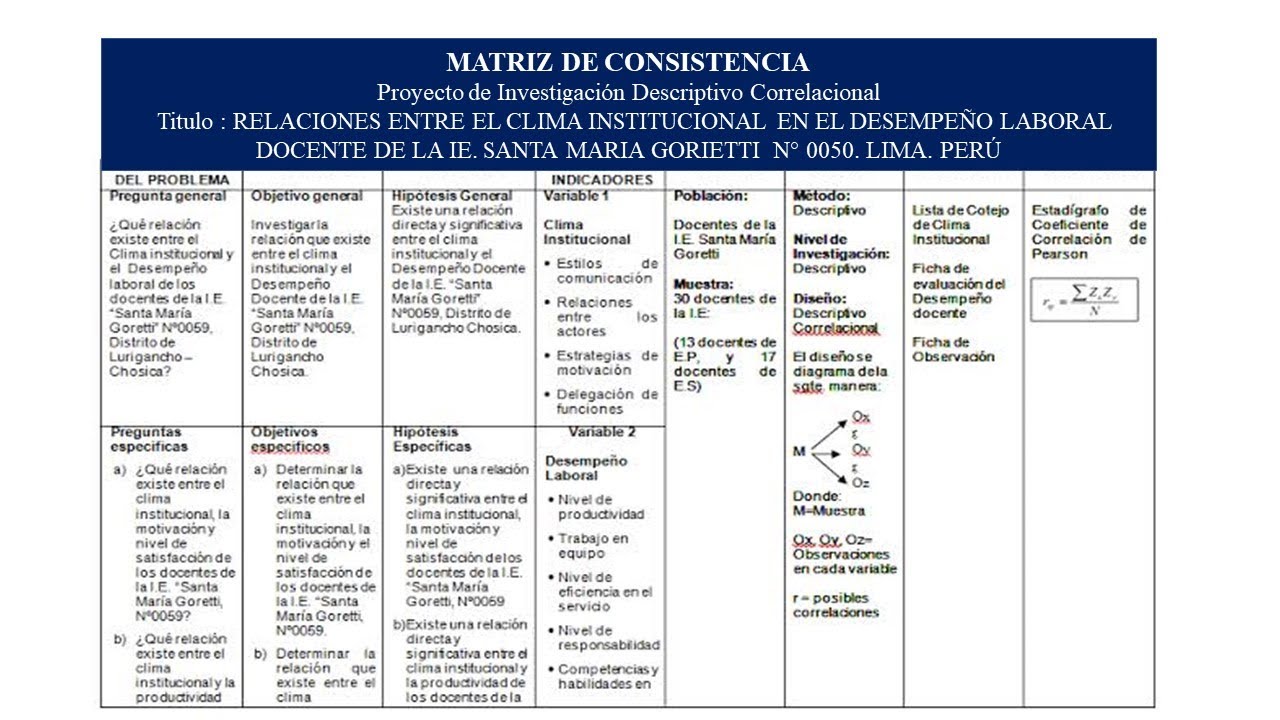 MATRIZ DE CONSISTENCIA
Proyecto de Investigación Descriptivo Correlacional
Titulo : RELACIONES ENTRE EL CLIMA INSTITUCIONAL EN EL DESEMPEÑO LABORAL
DOCENTE DE LA IE. SANTA MARIA GORIETTI N° 0050. LIMA. PERÚ
DEL PROBLEMA
INDICADORES
Pregunta general
¿Qué relación
existe entre el
Clima institucional y
el Desempeño
laboral de los
docentes de la I.E.
“Santa María
Goretti” Nº0059,
Distrito de
Lurigancho –
Chosica?
Objetivo general
Investigar la
relación que existe
entre el clima
institucional y el
Desempeño
Docente de la I.E.
“Santa María
Goretti” Nº0059,
Distrito de
Lurigancho
Chosica.
Hipótesis General
Existe una relación
directa y significativa
entre el clima
institucional y el
Desempeño Docente
de la I.E. “Santa
María Goretti”
Nº0059, Distrito de
Lurigancho Chosica.
Variable 1
Clima
Institucional
• Estilos de
comunicación
• Relaciones
entre los
actores
• Estrategias de
motivación
• Delegación de
funciones
Población:
Docentes de la
I.E. Santa María
Goretti
Muestra:
30 docentes de
la I.E:
(13 docentes de
E.P, y 17
docentes de
E.S)
Método:
Descriptivo
Nivel de
Investigación:
Descriptivo
Diseño:
Descriptivo
Correlacional
El diseño se
diagrama de la
sgte manera:
Ox
r
M Oy
r
Oz
Donde:
M=Muestra
Ox, Oy, Oz=
Observaciones
en cada variable
r = posibles
correlaciones
Lista de Cotejo
de Clima
Institucional
Ficha de
evaluación del
Desempeño
docente
Ficha de
Observación
Estadígrafo de
Coeficiente de
Correlación de
Pearson
Preguntas
especificas
a) ¿Qué relación
existe entre el
clima
institucional, la
motivación y
nivel de
satisfacción de
los docentes de
la I.E. “Santa
María Goretti,
Nº0059?
b) ¿Qué relación
existe entre el
clima
institucional y la
productividad
Objetivos
especificos
a) Determinar la
relación que
existe entre el
clima
institucional, la
motivación y el
nivel de
satisfacción de
los docentes de
la I.E. “Santa
María Goretti,
Nº0059.
b) Determinar la
relación que
existe entre el
clima
Hipótesis
Específicas
a)Existe una relación
directa y
significativa entre el
clima institucional,
la motivación y
nivel de
satisfacción de los
docentes de la I.E.
“Santa María
Goretti, Nº0059
b)Existe una relación
directa y
significativa entre el
clima institucional y
la productividad de
los docentes de la
Variable 2
Desempeño
Laboral
• Nivel de
productividad
• Trabajo en
equipo
• Nivel de
eficiencia en el
servicio
• Nivel de
responsabilidad
• Competencias y
habilidades en